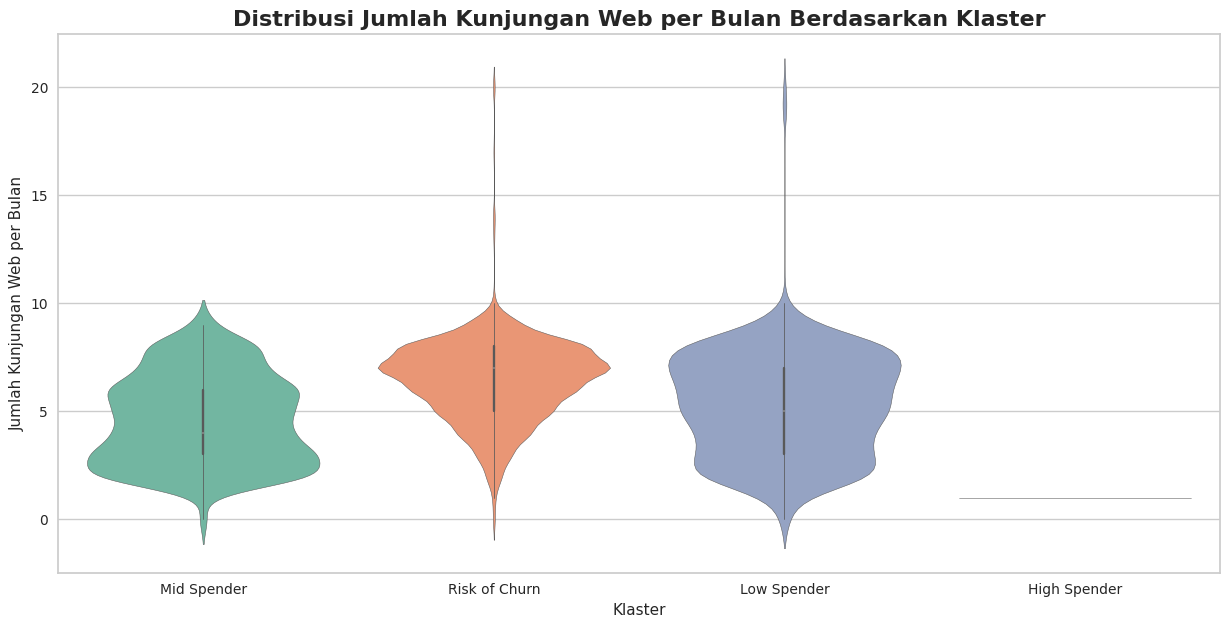 Distribusi Jumlah Kunjungan Web per Bulan Berdasarkan Klaster
Jumlah Kunjungan Web per Bulan
20
15
10
5
0
Mid Spender
Risk of Churn
Low Spender
High Spender
Klaster